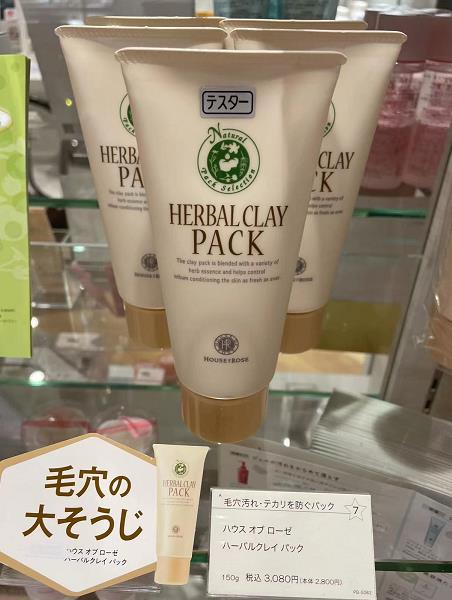 テスター
Natural
Pack Selection
HERBAL CLAY
PACK
The clay pack is blended with a variety of
herb essence and helps control
sebum conditioning the skin as fresh as ever.
HOUSE OF ROSE
毛穴の
大そうじ
ハウス オブ ローゼ
ハーバルクレイ パック
HERBAL CLAY
PACK
毛穴汚れ・テカリを防ぐパック
7
ハウス オブ ローゼ
ハーバルクレイ パック
150g 税込 3,080円(本体 2,800円)